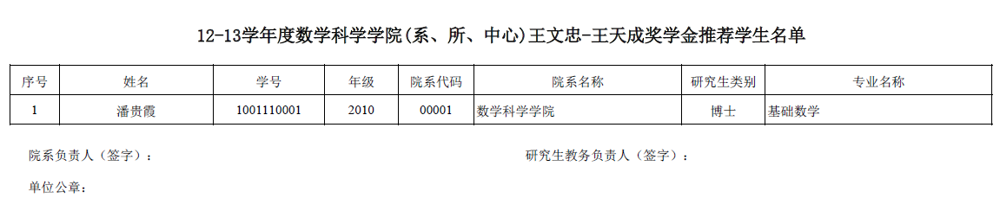 12-13学年度数学科学学院(系、所、中心)王文忠-王天成奖学金推荐学生名单
序号 姓名 学号 年级 院系代码 院系名称 研究生类别 专业名称
1 潘贵霞 1001110001 2010 00001 数学科学学院 博士 基础数学
院系负责人（签字）： 研究生教务负责人（签字）：
单位公章：